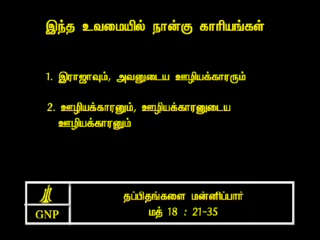 இந்த உவமையில் நான்கு காரியங்கள்
1. இராஜாவும், அவனுடைய ஊழியக்காரரும்
2. ஊழியக்காரனும், ஊழியக்காரனுடைய
ஊழியக்காரனும்
தப்பிதங்களை மன்னிப்பார்
மத் 18 : 21-35
GNP